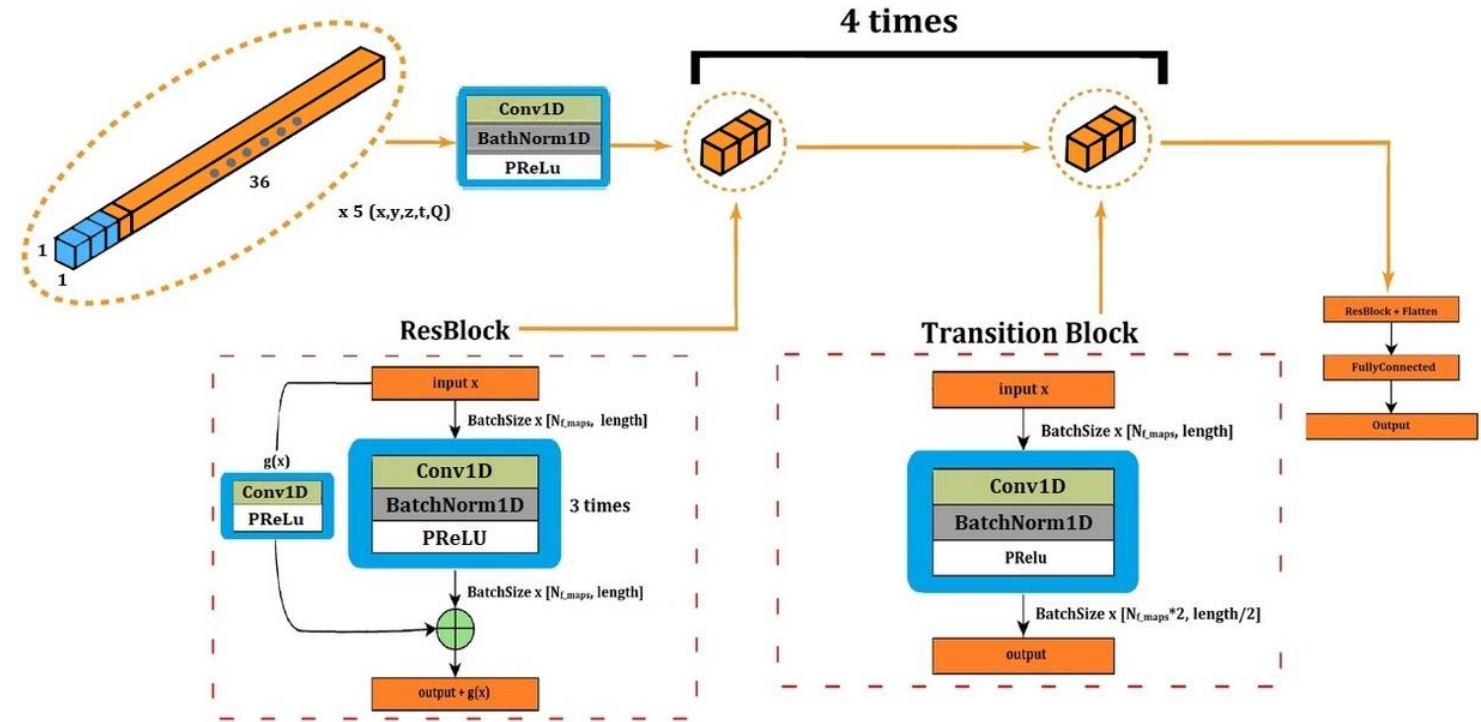 4 times
Conv1D
BathNorm1D
PReLu
36
x 5 (x,y,z,t,Q)
1
1
ResBlock
input x
BatchSize x [Nf_maps, length]
g(x)
Conv1D
PReLu
Conv1D
BatchNorm1D
PReLU
3 times
BatchSize x [Nf_maps, length]
output + g(x)
Transition Block
input x
BatchSize x [Nf_maps, length]
Conv1D
BatchNorm1D
PRelu
BatchSize x [Nf_maps*2, length/2]
output
ResBlock + Flatten
FullyConnected
Output